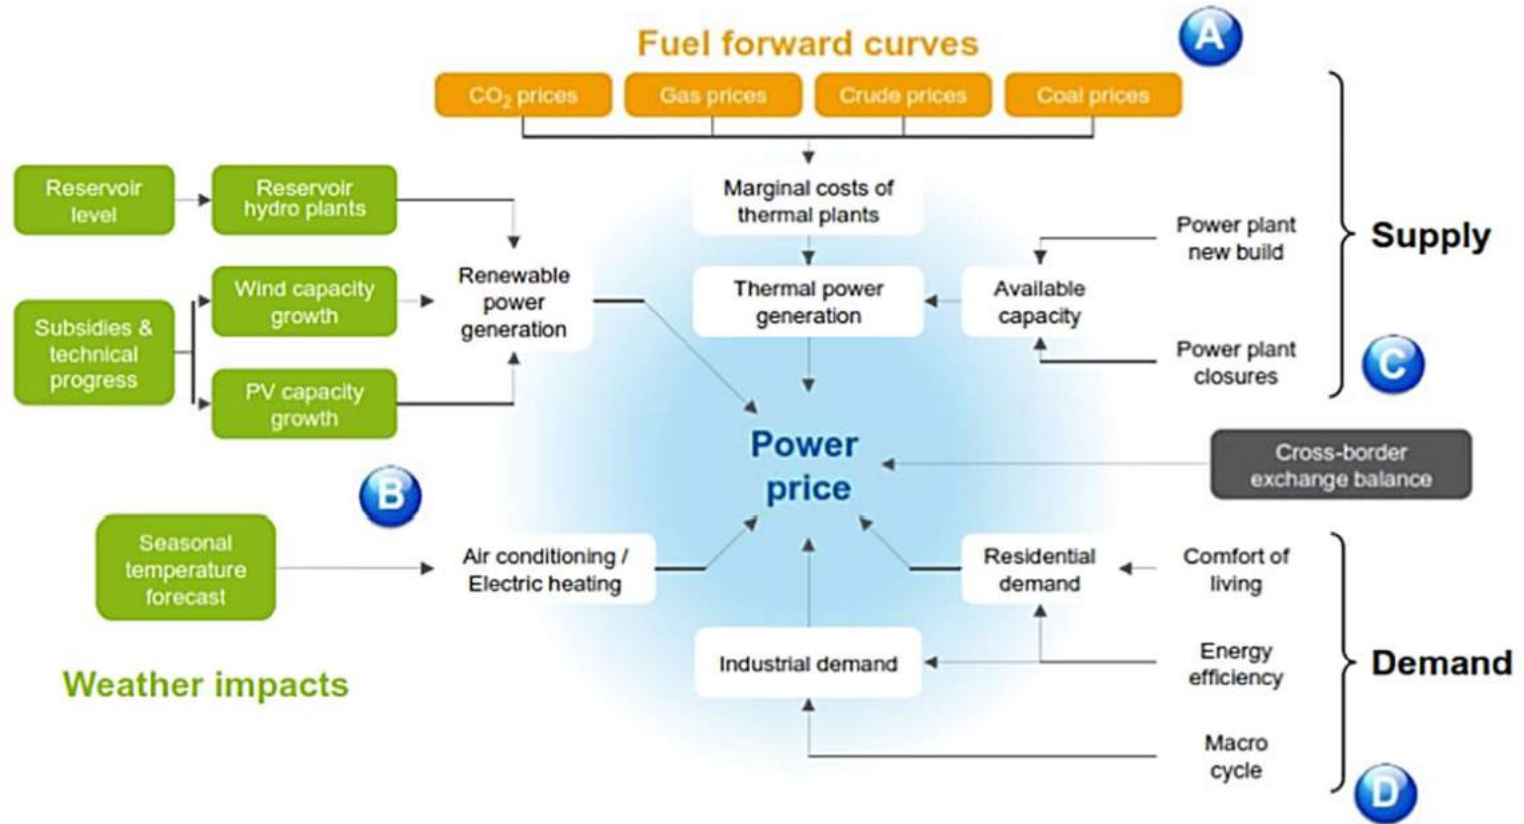 Fuel forward curves
A
CO₂ prices
Gas prices
Crude prices
Coal prices
Reservoir
level
Reservoir
hydro plants
Marginal costs of
thermal plants
Power plant
new build
Supply
Subsidies &
technical
progress
Wind capacity
growth
Renewable
power
generation
Thermal power
generation
Available
capacity
PV capacity
growth
Power plant
closures
C
Power
price
Cross-border
exchange balance
B
Seasonal
temperature
forecast
Air conditioning /
Electric heating
Residential
demand
Comfort of
living
Weather impacts
Industrial demand
Energy
efficiency
Demand
Macro
cycle
D